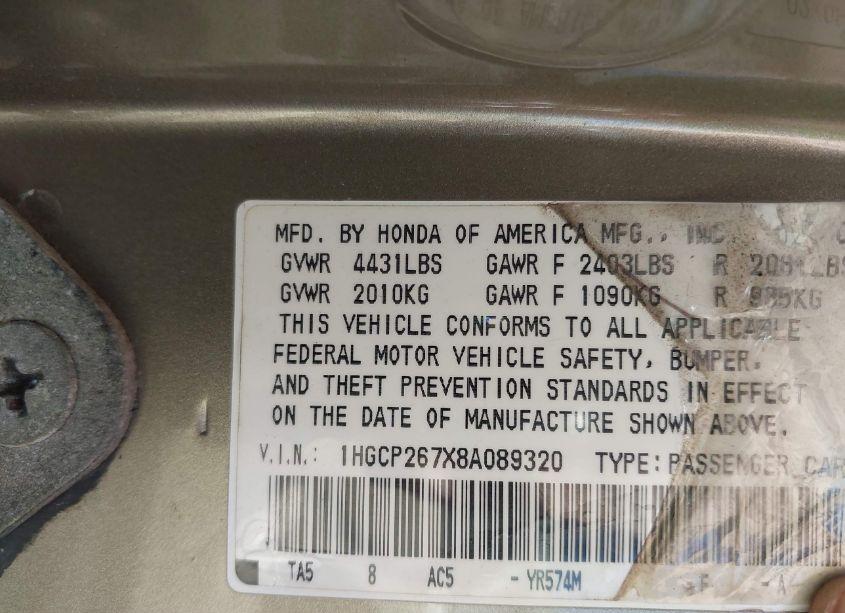 MFD. BY HONDA OF AMERICA MFG., INC
GVWR 4431LBS GAWR F 2403LBS R
GVWR 2010KG GAWR F 1090KG R
THIS VEHICLE CONFORMS TO ALL APPLICABLE
FEDERAL MOTOR VEHICLE SAFETY, BUMPER,
AND THEFT PREVENTION STANDARDS IN EFFECT
ON THE DATE OF MANUFACTURE SHOWN ABOVE.
V.I.N.: 1HGCP267X8A089320 TYPE: PASSENGER CAR
TA5 8 AC5 - YR574M - A